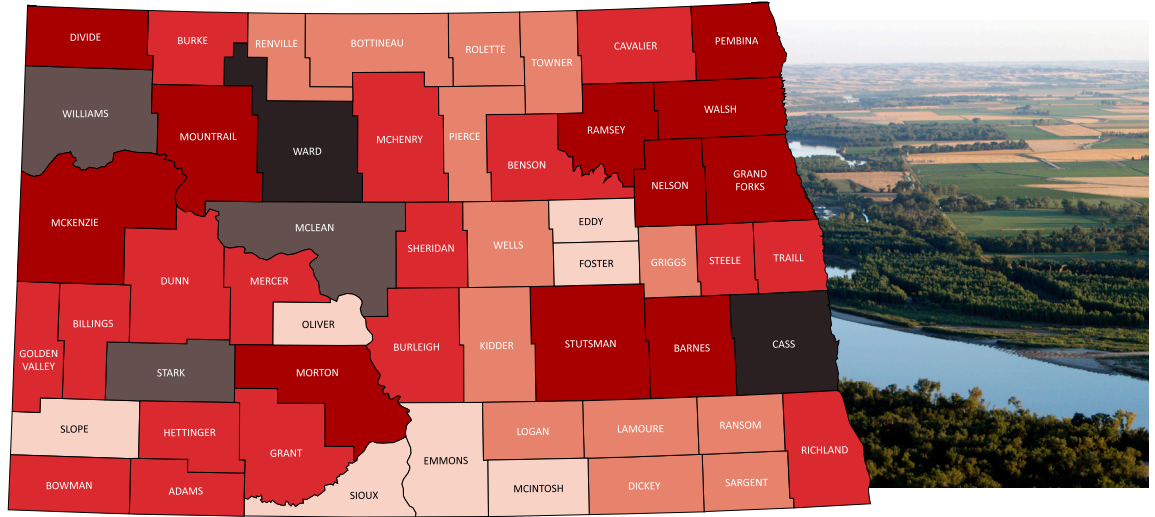 DIVIDE
BURKE
RENVILLE
BOTTINEAU
ROLETTE
TOWNER
CAVALIER
PEMBINA
WILLIAMS
MOUNTRAIL
WARD
MCHENRY
PIERCE
BENSON
RAMSEY
WALSH
NELSON
GRAND
FORKS
MCKENZIE
MCLEAN
SHERIDAN
WELLS
EDDY
FOSTER
GRIGGS
STEELE
TRAILL
DUNN
MERCER
OLIVER
BILLINGS
GOLDEN
VALLEY
STARK
MORTON
BURLEIGH
KIDDER
STUTSMAN
BARNES
CASS
SLOPE
HETTINGER
GRANT
EMMONS
LOGAN
LAMOURE
RANSOM
RICHLAND
BOWMAN
ADAMS
SIOUX
MCINTOSH
DICKEY
SARGENT